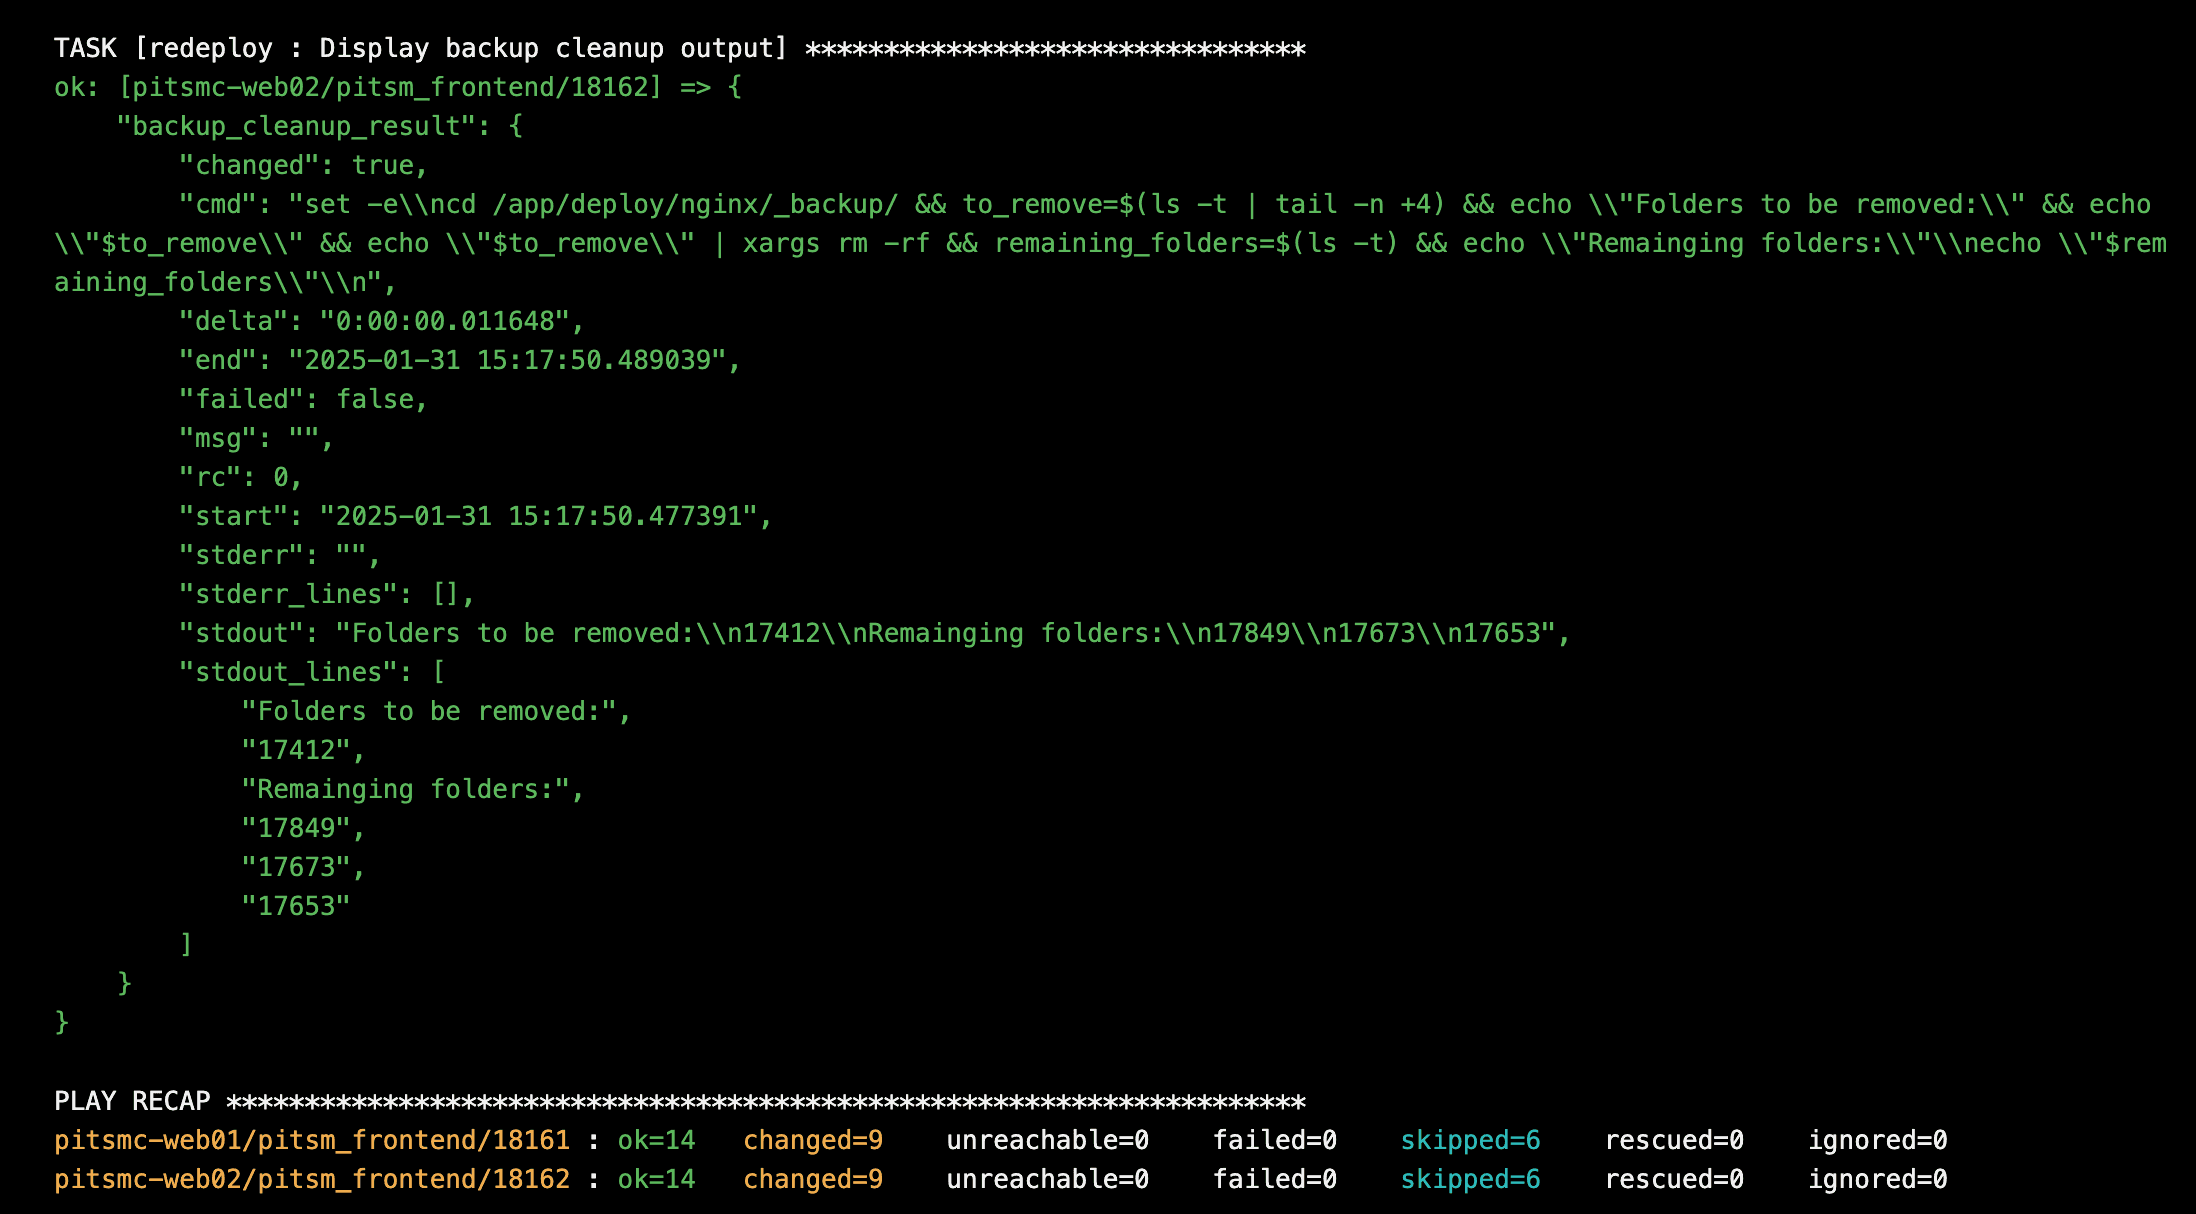 TASK [redeploy : Display backup cleanup output] ********************************
ok: [pitsmc-web02/pitsm_frontend/18162] => {
    "backup_cleanup_result": {
        "changed": true,
        "cmd": "set -e\\ncd /app/deploy/nginx/_backup/ && to_remove=$(ls -t | tail -n +4) && echo \\"Folders to be removed:\\" && echo
\\"$to_remove\\" && echo \\"$to_remove\\" | xargs rm -rf && remaining_folders=$(ls -t) && echo \\"Remainging folders:\\"\\necho \\"$rem
aining_folders\\"\\n",
        "delta": "0:00:00.011648",
        "end": "2025-01-31 15:17:50.489039",
        "failed": false,
        "msg": "",
        "rc": 0,
        "start": "2025-01-31 15:17:50.477391",
        "stderr": "",
        "stderr_lines": [],
        "stdout": "Folders to be removed:\\n17412\\nRemainging folders:\\n17849\\n17673\\n17653",
        "stdout_lines": [
            "Folders to be removed:",
            "17412",
            "Remainging folders:",
            "17849",
            "17673",
            "17653"
        ]
    }
}
PLAY RECAP *********************************************************************
pitsmc-web01/pitsm_frontend/18161 : ok=14   changed=9    unreachable=0    failed=0    skipped=6    rescued=0    ignored=0
pitsmc-web02/pitsm_frontend/18162 : ok=14   changed=9    unreachable=0    failed=0    skipped=6    rescued=0    ignored=0